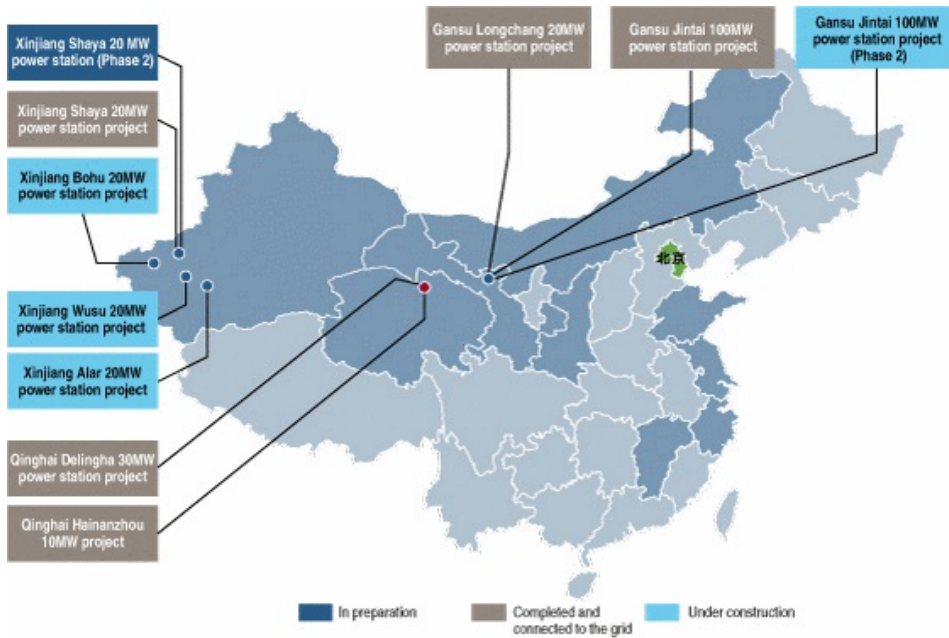 Xinjiang Shaya 20 MW
power station (Phase 2)
Xinjiang Shaya 20MW
power station project
Xinjiang Bohu 20MW
power station project
Xinjiang Wusu 20MW
power station project
Xinjiang Alar 20MW
power station project
Qinghai Delingha 30MW
power station project
Qinghai Hainanzhou
10MW project
Gansu Longchang 20MW
power station project
Gansu Jintai 100MW
power station project
Gansu Jintai 100MW
power station project
(Phase 2)
北京
In preparation
Completed and
connected to the grid
Under construction